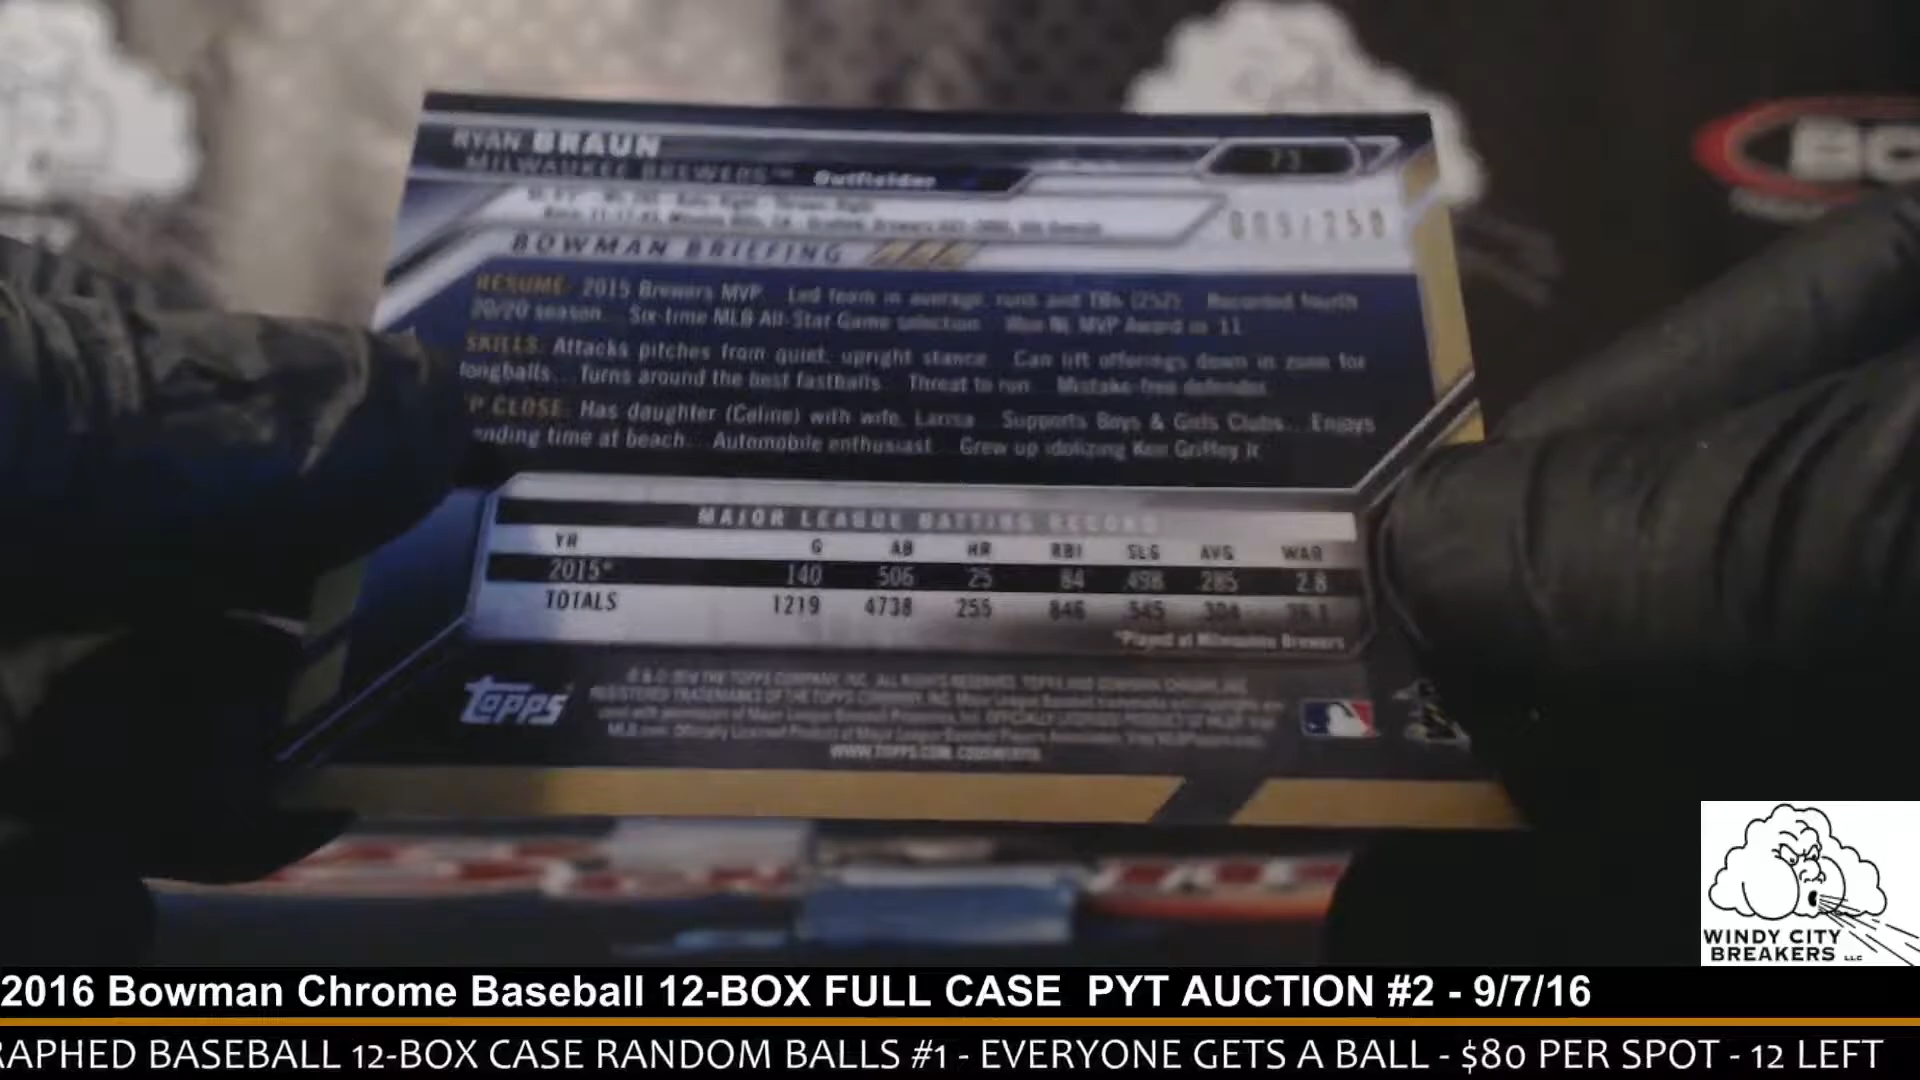 RYAN BRAUN
MILWAUKEE BREWERS™ Outfielder
73
BC
/250
BOWMAN BRIEFING
RESUME: 2015 Brewers MVP. Led team in average, runs and TBs (252). Recorded fourth
20/20 season... Six-time MLB All-Star Game selection... Won NL MVP Award in '11.
SKILLS: Attacks pitches from quiet, upright stance... Can lift offerings down in zone for
longballs... Turns around the best fastballs... Threat to run... Mistake-free defender.
'P CLOSE: Has daughter (Celine) with wife, Larisa... Supports Boys & Girls Clubs... Enjoys
ending time at beach... Automobile enthusiast... Grew up idolizing Ken Griffey Jr.
MAJOR LEAGUE BATTING RECORD
YR G AB HR RBI SLG AVG WAR
2015* 140 506 25 84 .498 .285 2.8
TOTALS 1219 4738 255 846 .545 .304
*Played at Milwaukee Brewers
Topps
WWW.TOPPS.COM
WINDY CITY
BREAKERS LLC
2016 Bowman Chrome Baseball 12-BOX FULL CASE PYT AUCTION #2 - 9/7/16
RAPHED BASEBALL 12-BOX CASE RANDOM BALLS #1 - EVERYONE GETS A BALL - $80 PER SPOT - 12 LEFT